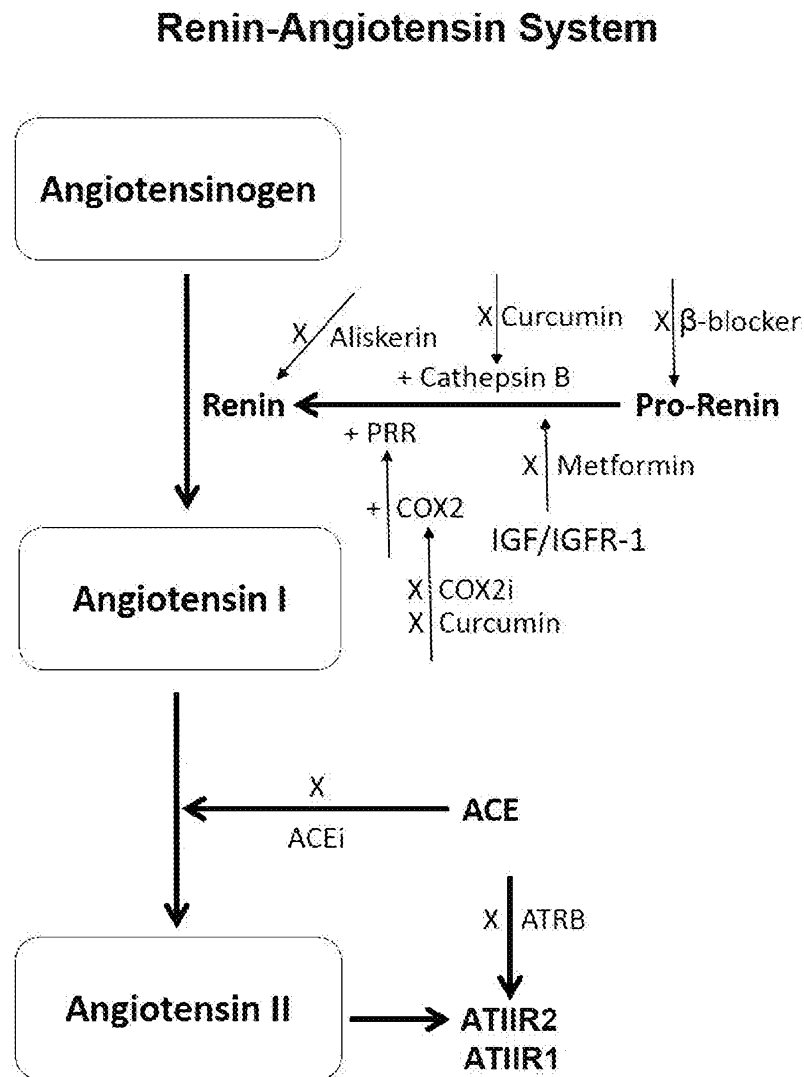 Renin-Angiotensin System
Angiotensinogen
X Aliskerin
X Curcumin
X β-blocker
+ Cathepsin B
Renin
Pro-Renin
+ PRR
X Metformin
+ COX2
IGF/IGFR-1
Angiotensin I
X COX2i
X Curcumin
X
ACE
ACEi
X ATRB
Angiotensin II
ATIIR2
ATIIR1